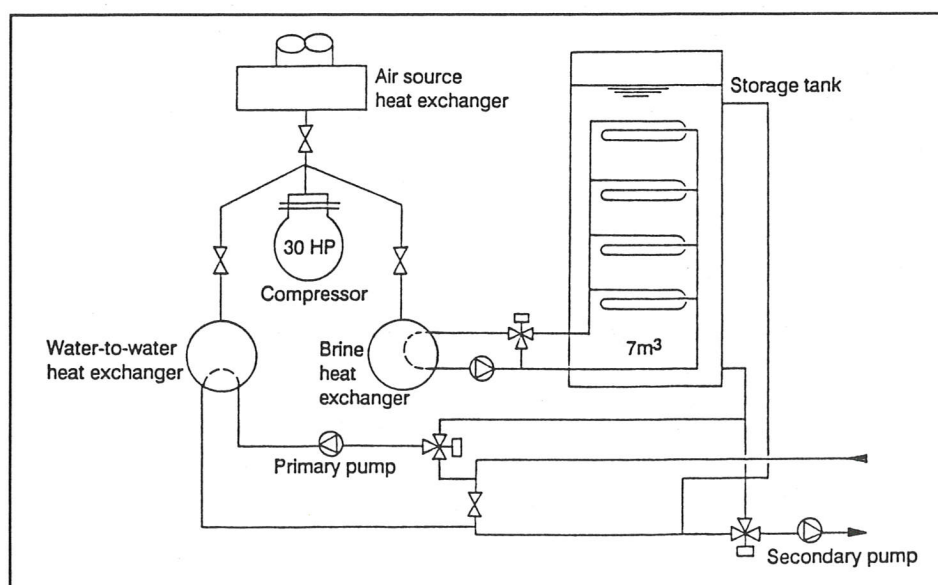 Air source
heat exchanger
Storage tank
30 HP
Compressor
Water-to-water
heat exchanger
Brine
heat
exchanger
7m³
Primary pump
Secondary pump